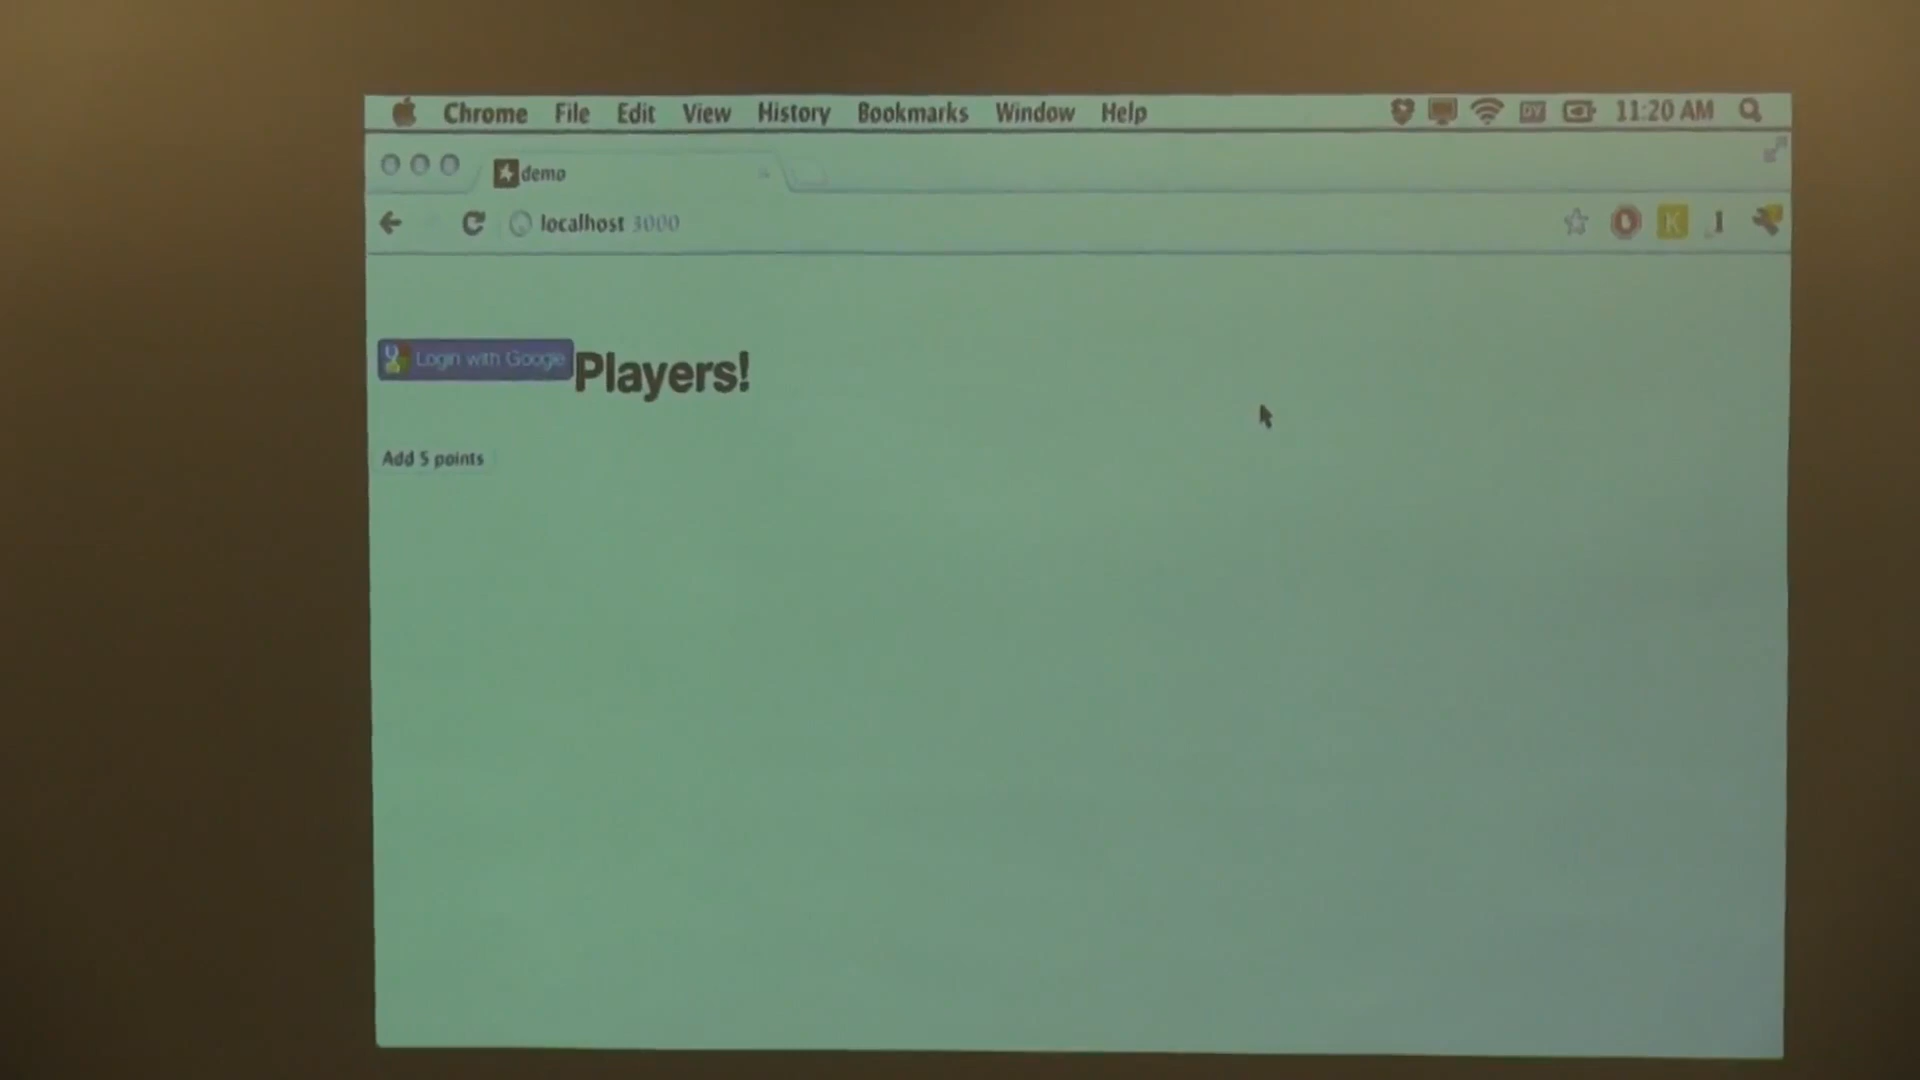 Chrome File Edit View History Bookmarks Window Help DV 11:20 AM
demo
localhost 3000
K
Login with Google Players!
Add 5 points